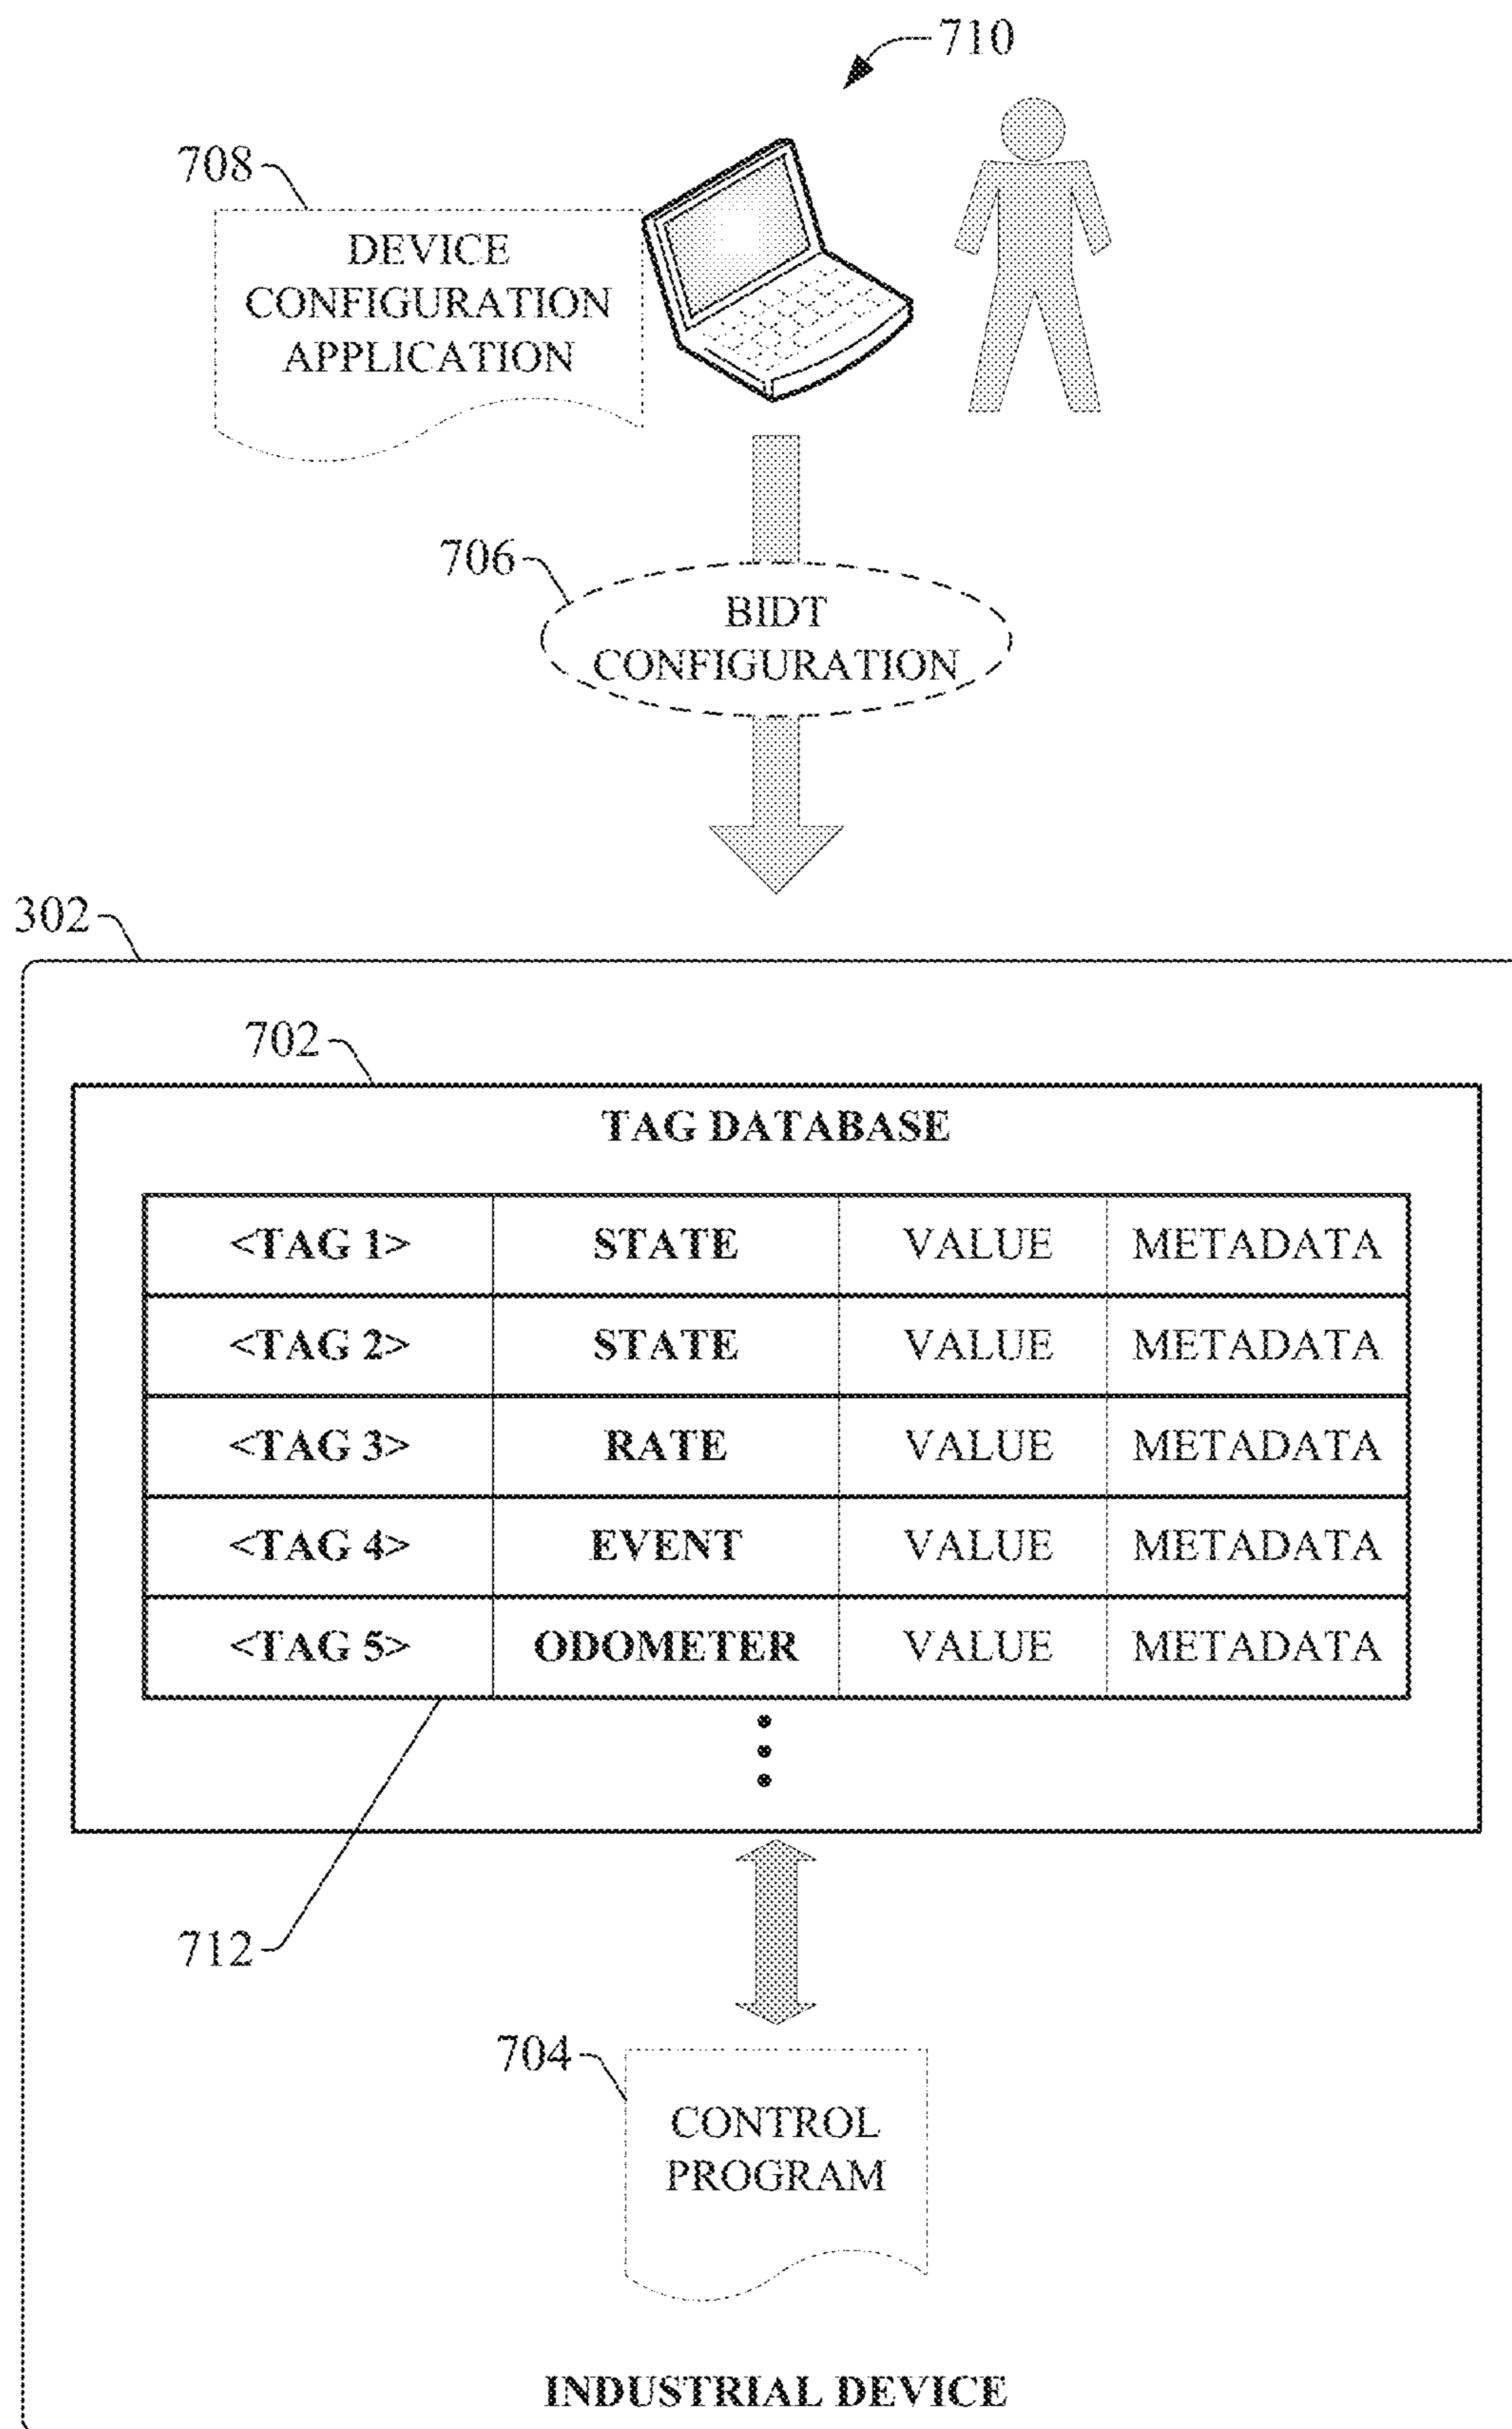 710
708
DEVICE
CONFIGURATION
APPLICATION
706
BIDT
CONFIGURATION
302
702
TAG DATABASE
<TAG 1> STATE VALUE METADATA
<TAG 2> STATE VALUE METADATA
<TAG 3> RATE VALUE METADATA
<TAG 4> EVENT VALUE METADATA
<TAG 5> ODOMETER VALUE METADATA
712
704
CONTROL
PROGRAM
INDUSTRIAL DEVICE